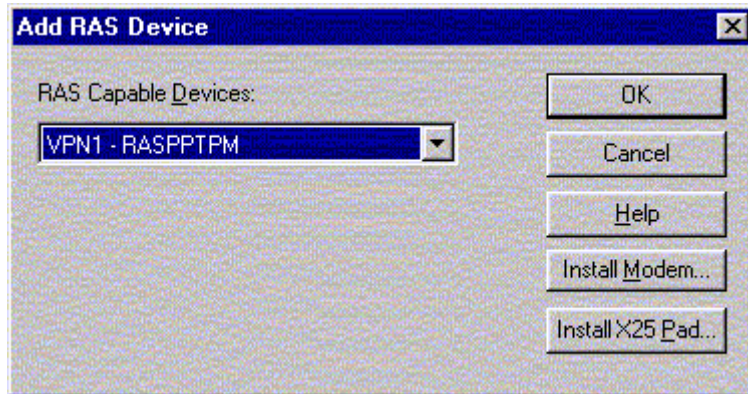 Add RAS Device
RAS Capable Devices:
VPN1 - RASPPTPM
OK
Cancel
Help
Install Modem...
Install X25 Pad...